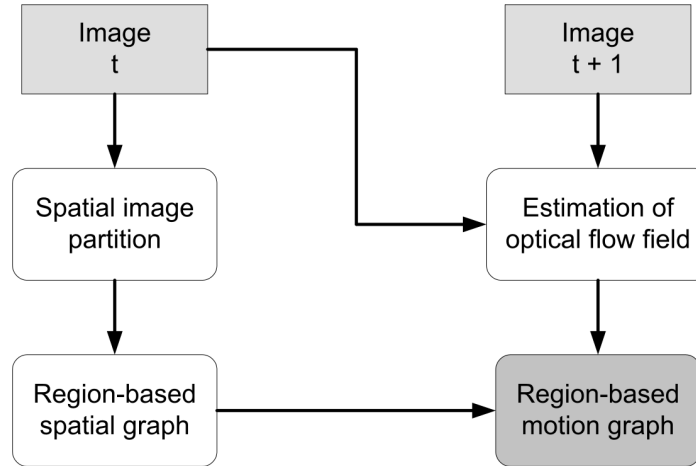 Image
t
Image
t + 1
Spatial image
partition
Estimation of
optical flow field
Region-based
spatial graph
Region-based
motion graph